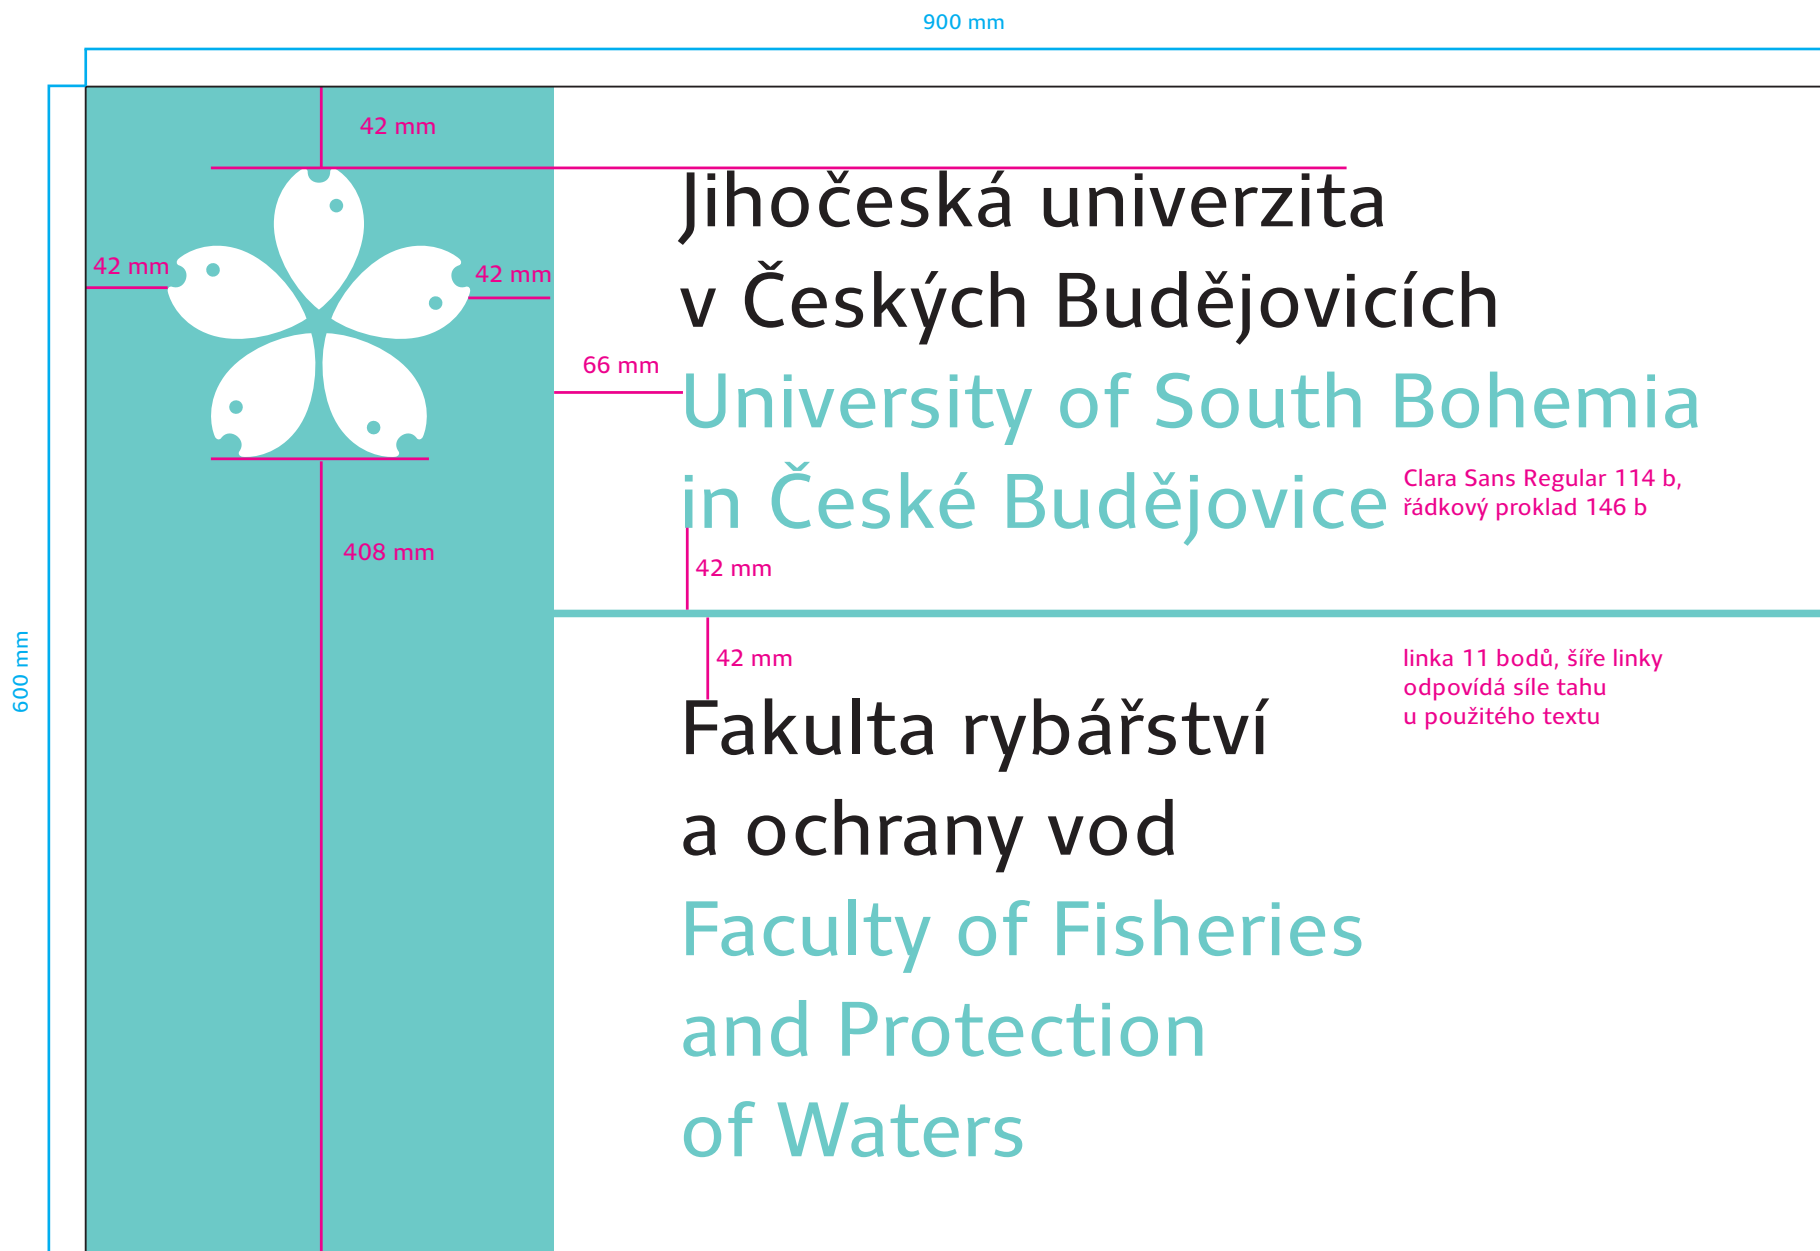 900 mm
42 mm
Jihočeská univerzita
v Českých Budějovicích
42 mm
42 mm
66 mm
University of South Bohemia
in České Budějovice
Clara Sans Regular 114 b,
řádkový proklad 146 b
408 mm
42 mm
600 mm
42 mm
linka 11 bodů, šíře linky
odpovídá síle tahu
u použitého textu
Fakulta rybářství
a ochrany vod
Faculty of Fisheries
and Protection
of Waters